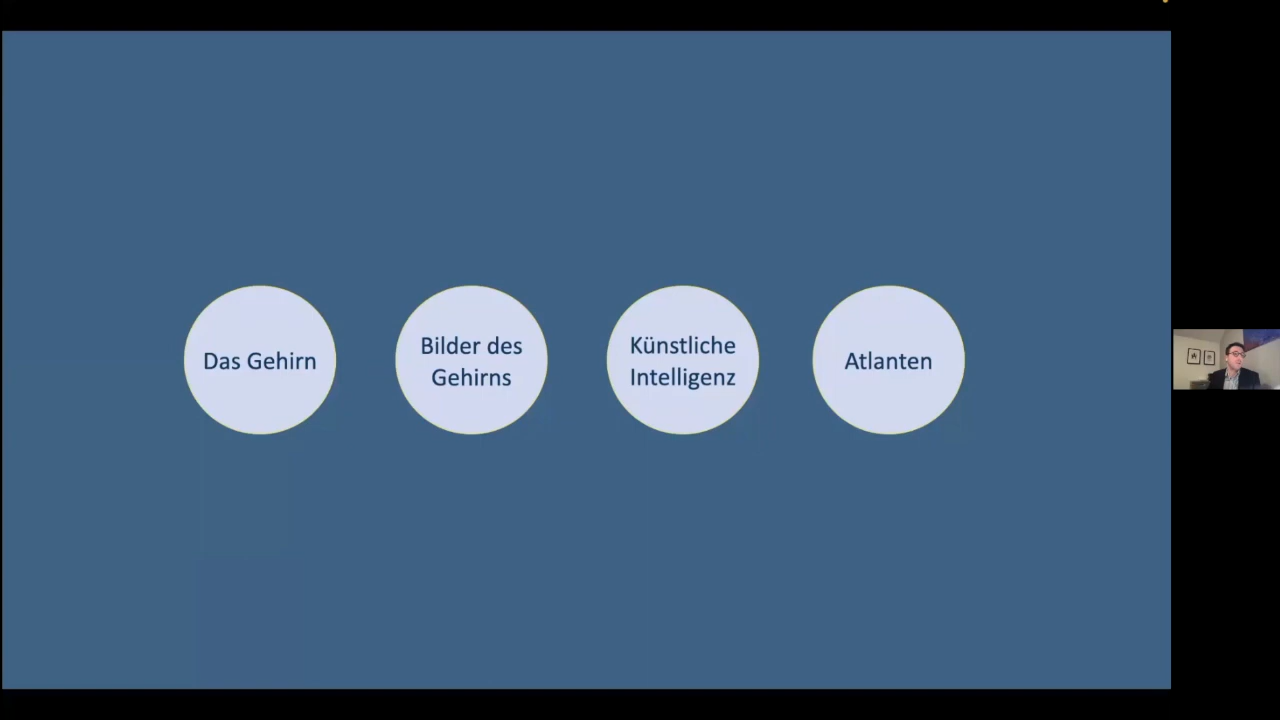 Das Gehirn
Bilder des
Gehirns
Künstliche
Intelligenz
Atlanten